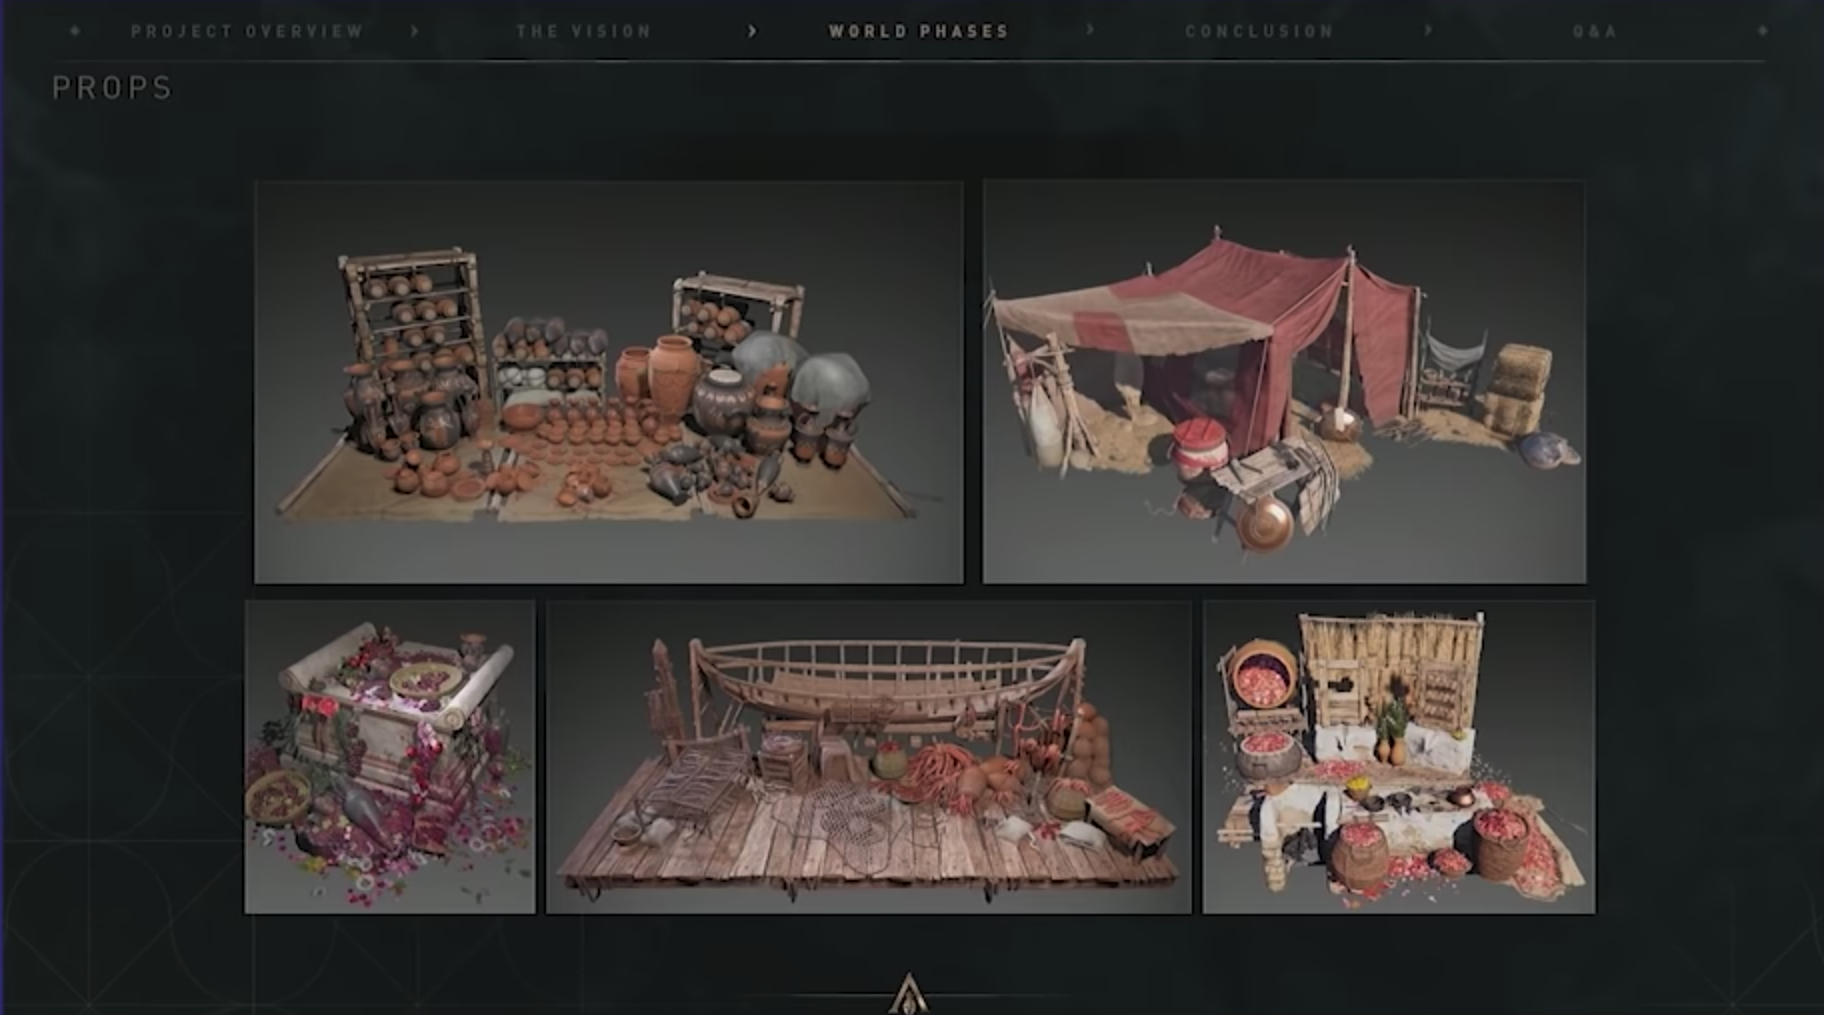 PROJECT OVERVIEW
THE VISION
WORLD PHASES
CONCLUSION
Q&A
PROPS